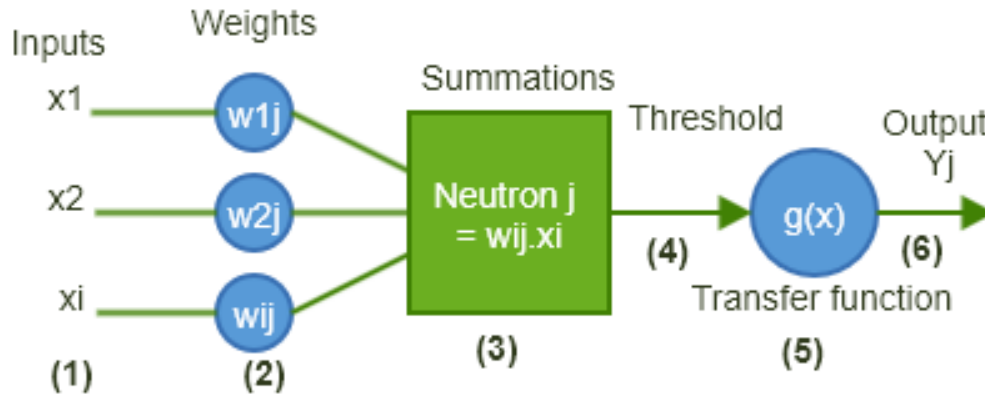 Inputs
Weights
Summations
Threshold
Output
Yj
x1
w1j
x2
w2j
Neutron j
= wij.xi
g(x)
xi
wij
(4)
(6)
Transfer function
(1)
(2)
(3)
(5)